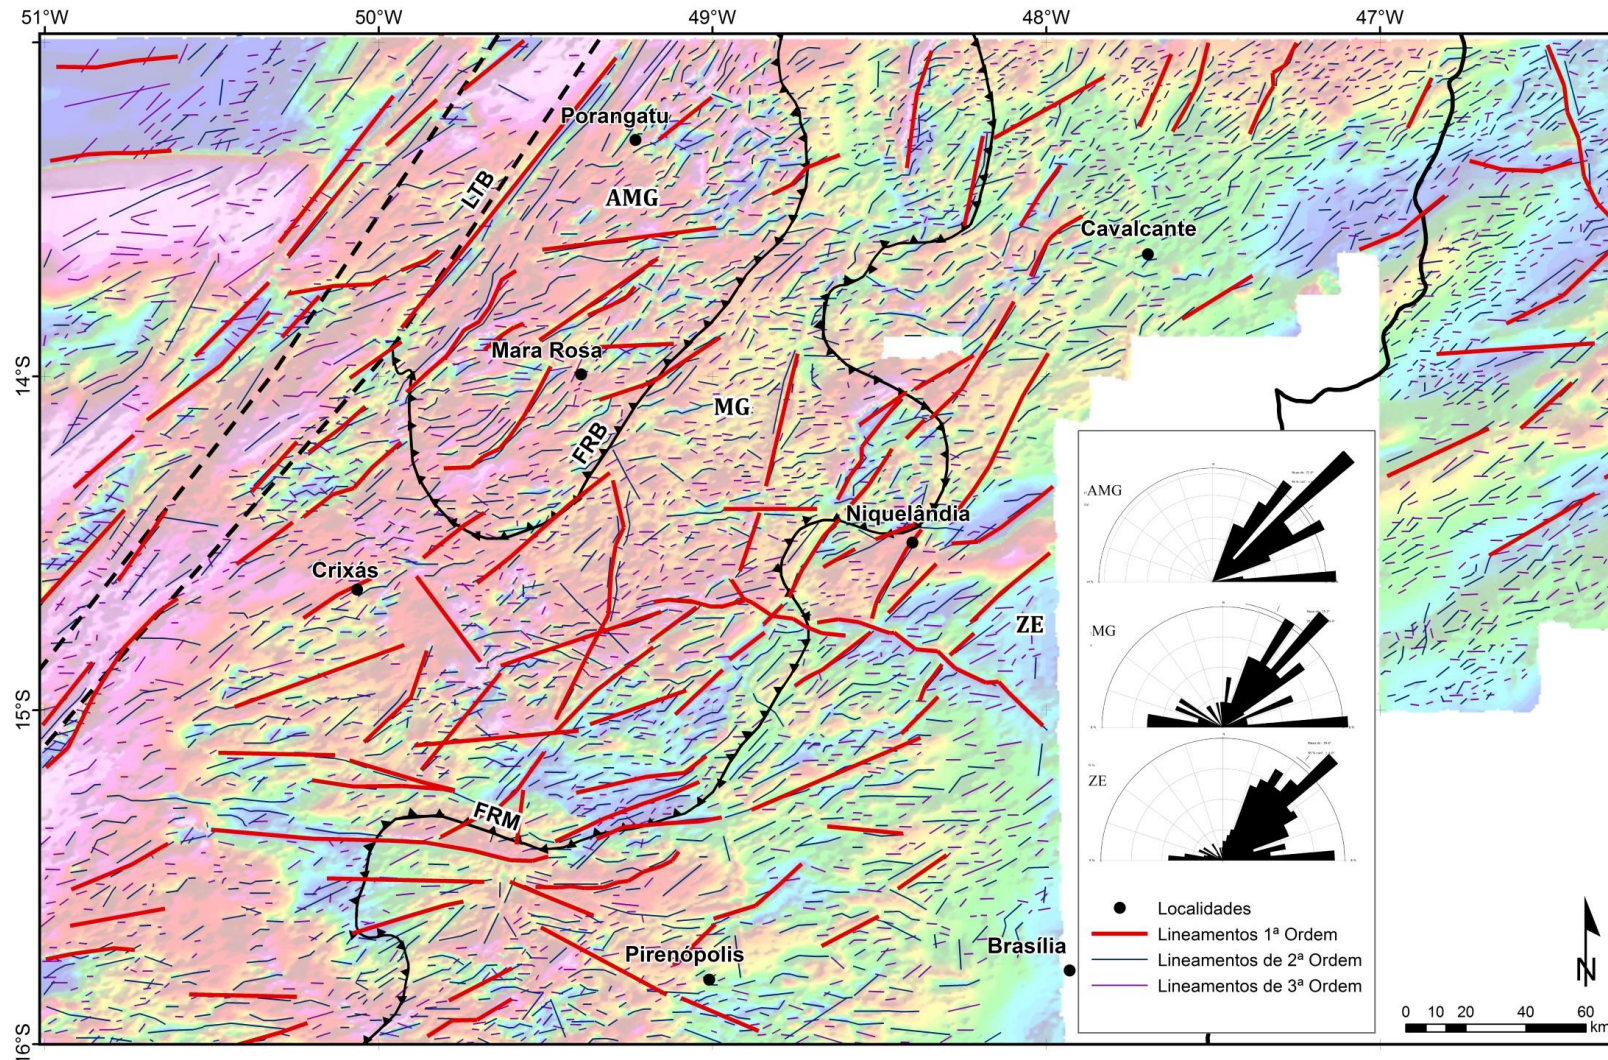 51°W 50°W 49°W 48°W 47°W
Porangatu
LTB
AMG
Cavalcante
Mara Rosa
14°S
MG
FRB
AMG
Niquelândia
Crixás
ZE
MG
15°S
ZE
FRM
Localidades
Lineamentos 1ª Ordem
Pirenópolis
Brasília
Lineamentos de 2ª Ordem
N
Lineamentos de 3ª Ordem
0 10 20 40 60
km
16°S